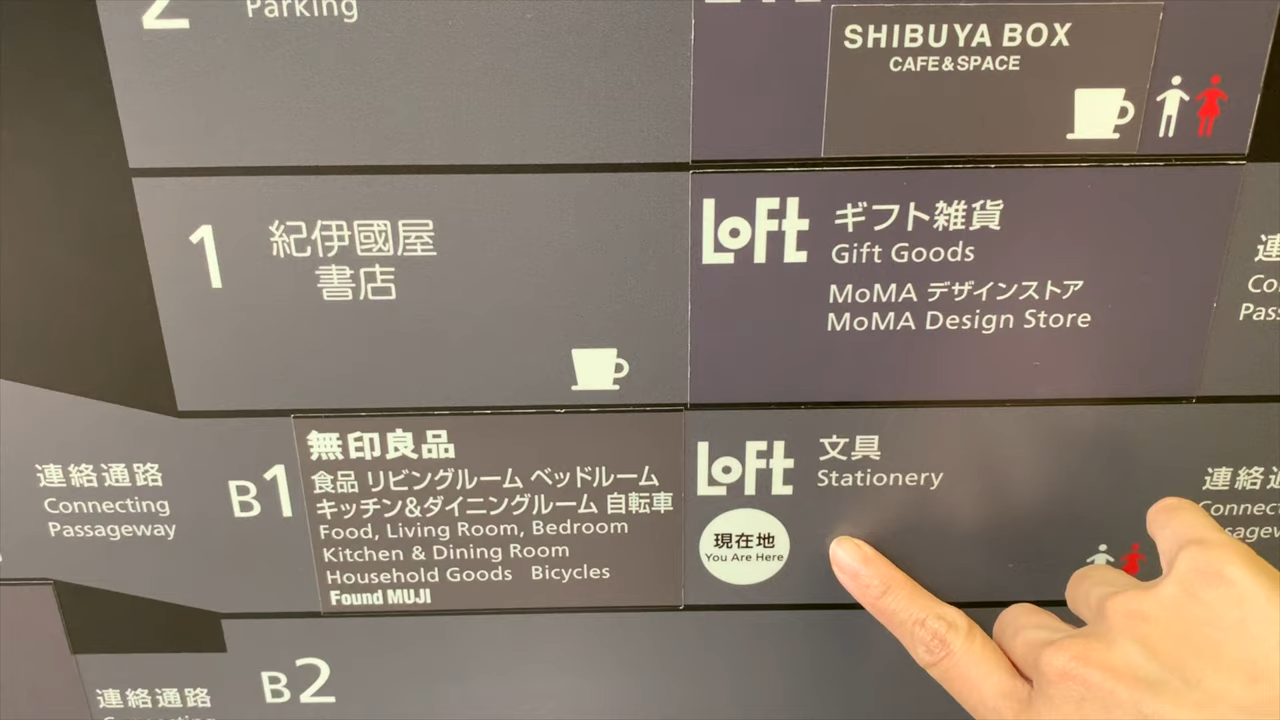 2 Parking
Loft
SHIBUYA BOX
CAFE&SPACE
1 紀伊國屋
書店
Loft ギフト雑貨
Gift Goods
MoMA デザインストア
MoMA Design Store
連
Co
Pas
連絡通路
Connecting
Passageway
B1
無印良品
食品 リビングルーム ベッドルーム
キッチン&ダイニングルーム 自転車
Food, Living Room, Bedroom
Kitchen & Dining Room
Household Goods Bicycles
Found MUJI
Loft 文具
Stationery
現在地
You Are Here
連絡通
Connec
sagew
連絡通路
B2